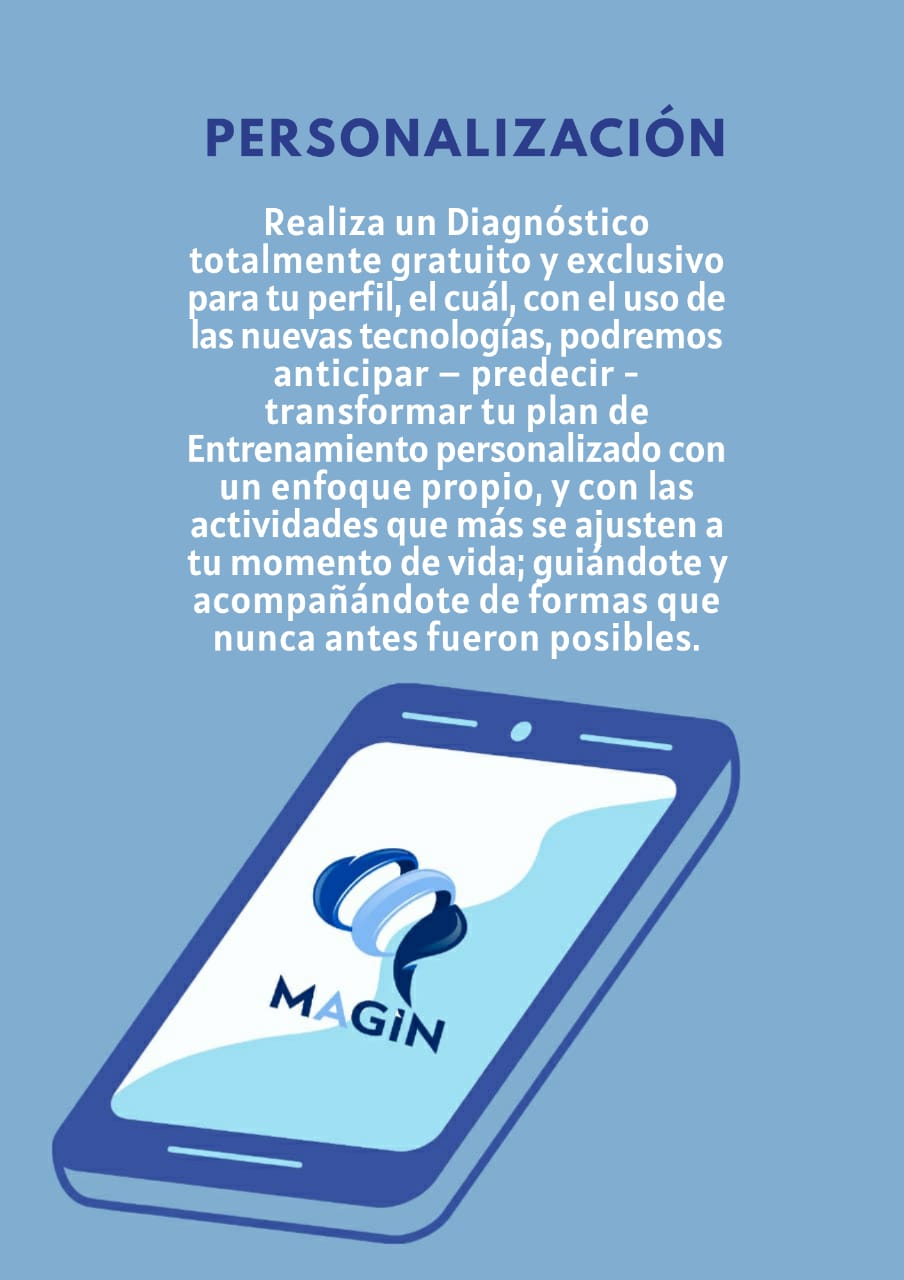 PERSONALIZACIÓN
Realiza un Diagnóstico
totalmente gratuito y exclusivo
para tu perfil, el cuál, con el uso de
las nuevas tecnologías, podremos
anticipar – predecir -
transformar tu plan de
Entrenamiento personalizado con
un enfoque propio, y con las
actividades que más se ajusten a
tu momento de vida; guiándote y
acompañándote de formas que
nunca antes fueron posibles.
MAGiN